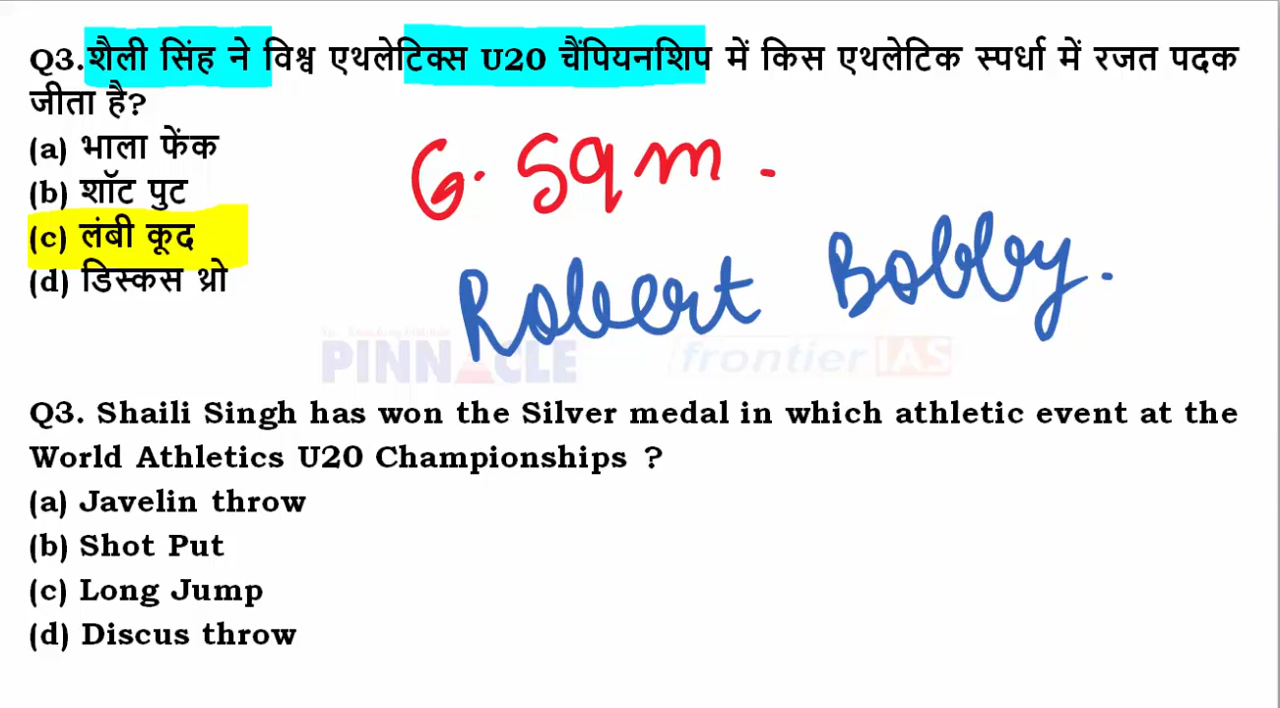 Q3. शैली सिंह ने विश्व एथलेटिक्स U20 चैंपियनशिप में किस एथलेटिक स्पर्धा में रजत पदक
जीता है?
(a) भाला फेंक
(b) शॉट पुट
(c) लंबी कूद
(d) डिस्कस थ्रो
6.59m.
Robert Bobby.
PINNACLE frontier IAS
Q3. Shaili Singh has won the Silver medal in which athletic event at the
World Athletics U20 Championships ?
(a) Javelin throw
(b) Shot Put
(c) Long Jump
(d) Discus throw